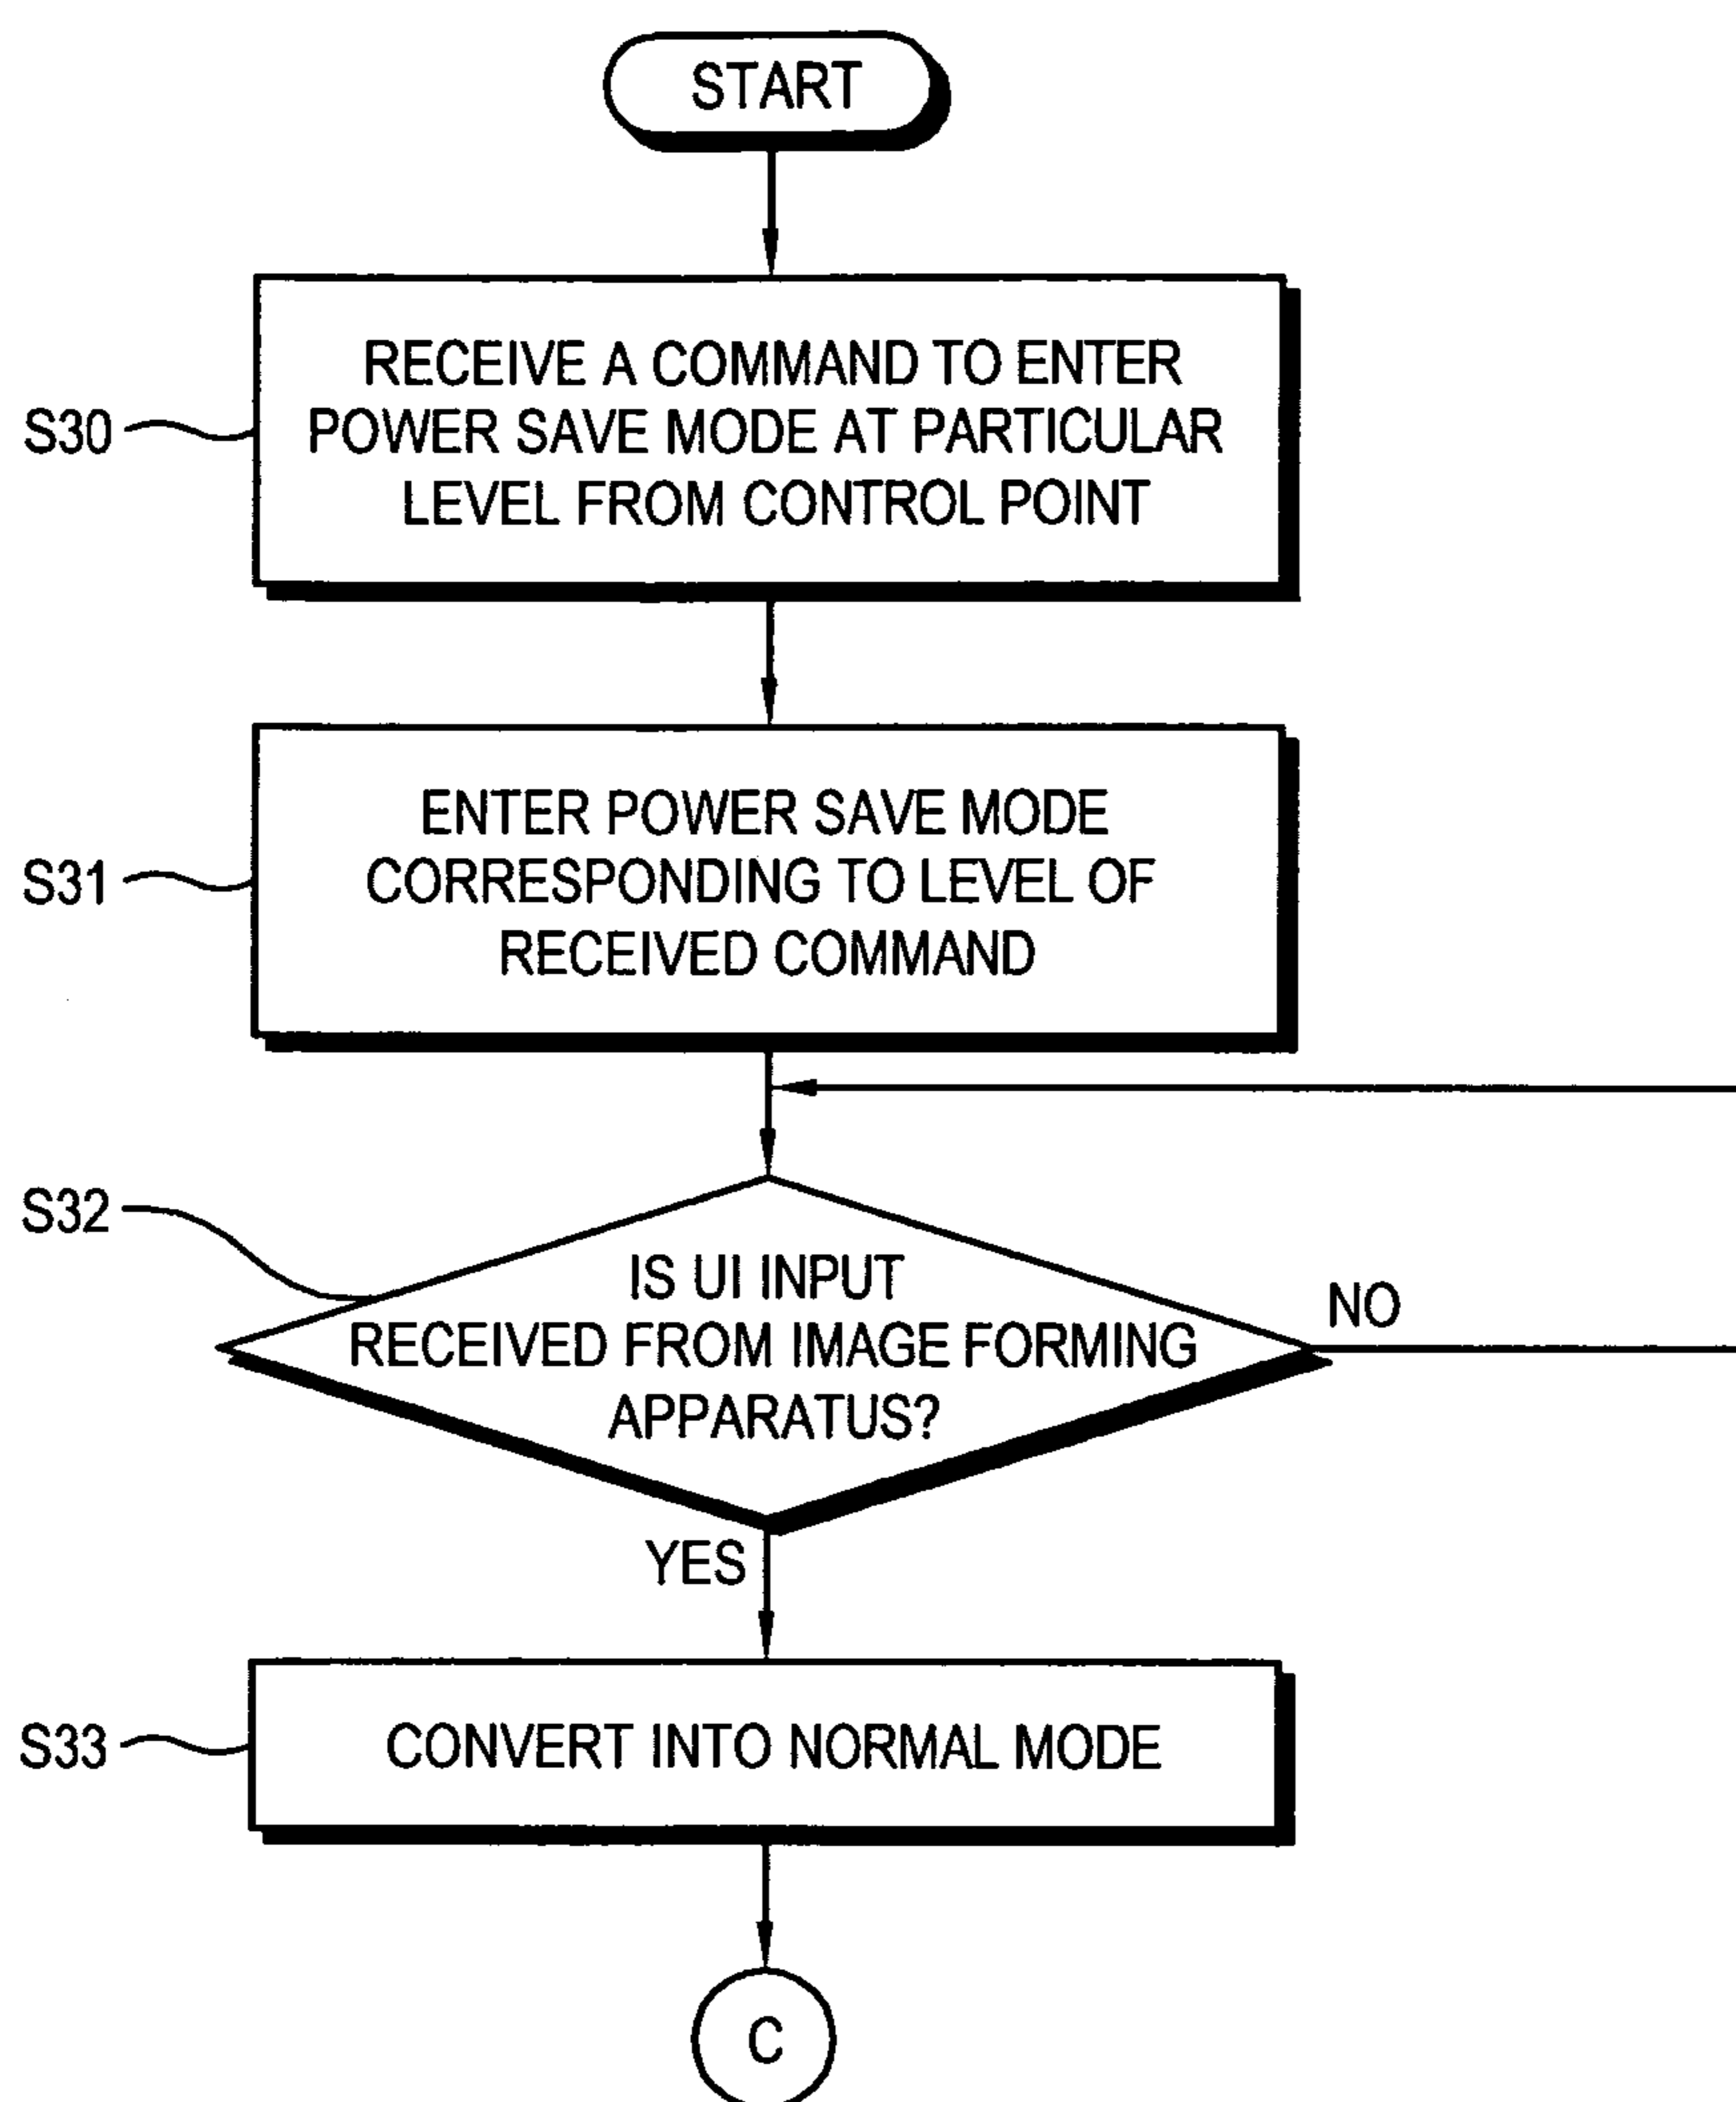 START
RECEIVE A COMMAND TO ENTER
POWER SAVE MODE AT PARTICULAR
LEVEL FROM CONTROL POINT
S30
ENTER POWER SAVE MODE
CORRESPONDING TO LEVEL OF
RECEIVED COMMAND
S31
S32
IS UI INPUT
RECEIVED FROM IMAGE FORMING
APPARATUS?
NO
YES
S33
CONVERT INTO NORMAL MODE
C